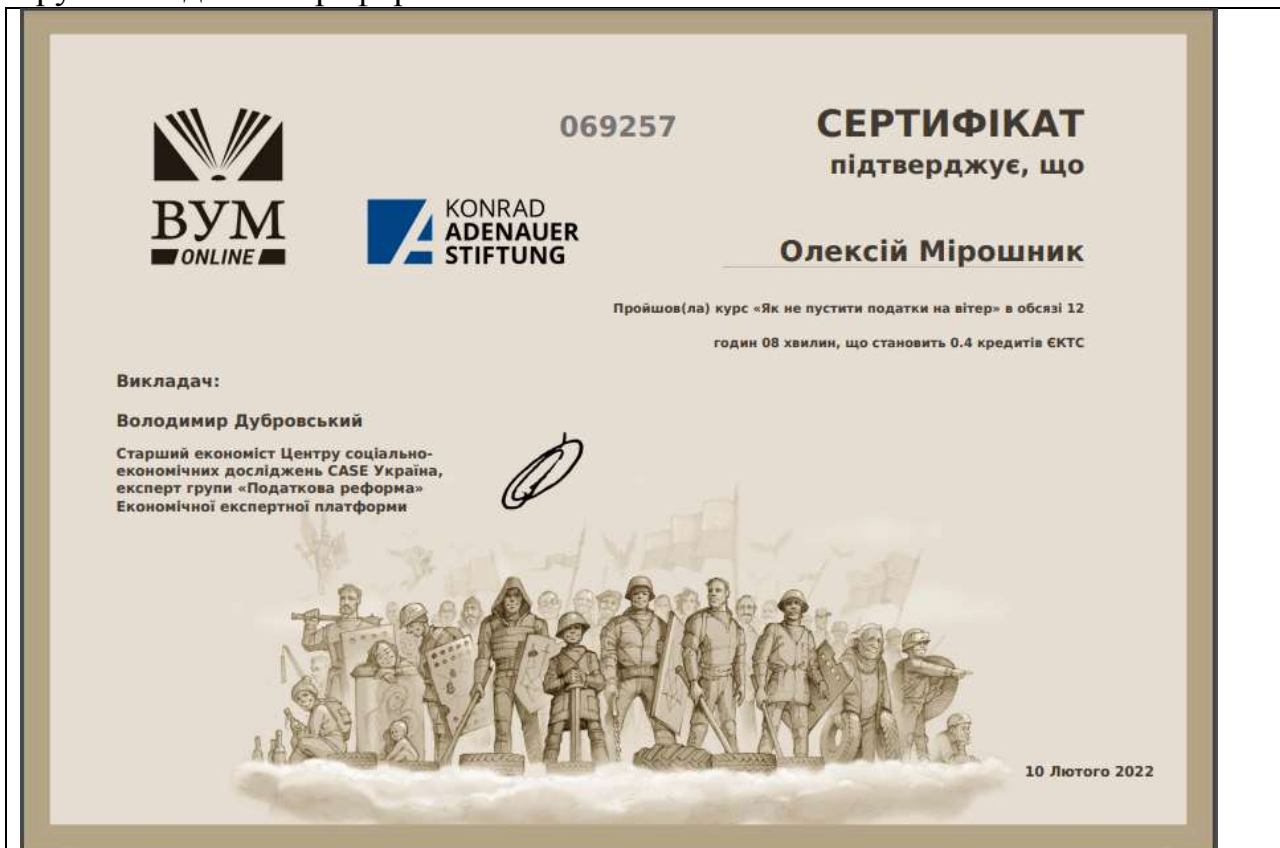 ВУМ
ONLINE
KONRAD
ADENAUER
STIFTUNG
069257
СЕРТИФІКАТ
підтверджує, що
Олексій Мірошник
Пройшов(ла) курс «Як не пустити податки на вітер» в обсязі 12
годин 08 хвилин, що становить 0.4 кредитів ЄКТС
Викладач:
Володимир Дубровський
Старший економіст Центру соціально-
економічних досліджень CASE Україна,
експерт групи «Податкова реформа»
Економічної експертної платформи
10 Лютого 2022